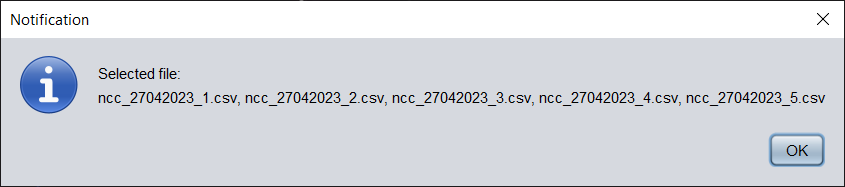 Notification
Selected file:
ncc_27042023_1.csv, ncc_27042023_2.csv, ncc_27042023_3.csv, ncc_27042023_4.csv, ncc_27042023_5.csv
OK